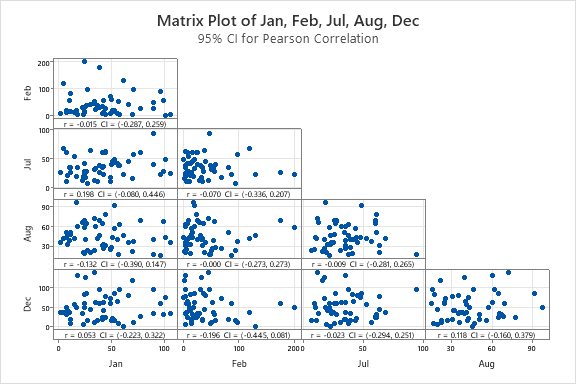 Matrix Plot of Jan, Feb, Jul, Aug, Dec
95% CI for Pearson Correlation
200
100
0
Feb
r = -0.015 CI = (-0.287, 0.259)
100
50
0
Jul
r = 0.198 CI = (-0.080, 0.446) r = -0.070 CI = (-0.336, 0.207)
90
60
30
Aug
r = -0.132 CI = (-0.390, 0.147) r = -0.000 CI = (-0.273, 0.273) r = -0.009 CI = (-0.281, 0.265)
100
50
0
Dec
r = 0.053 CI = (-0.223, 0.322) r = -0.196 CI = (-0.445, 0.081) r = -0.023 CI = (-0.294, 0.251) r = 0.118 CI = (-0.160, 0.379)
0 50 100 0 100 200 0 50 100 30 60 90
Jan Feb Jul Aug